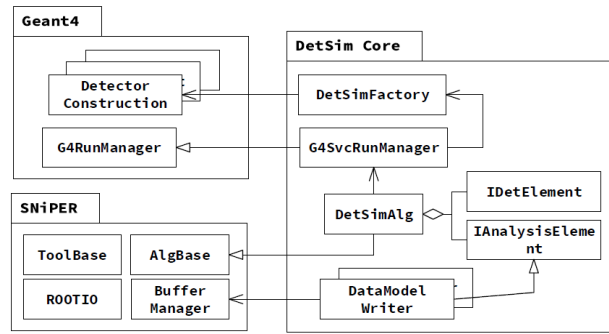 Geant4
Detector
Construction
G4RunManager
SNiPER
ToolBase
AlgBase
ROOTIO
Buffer
Manager
DetSim Core
DetSimFactory
G4SvcRunManager
DetSimAlg
IDetElement
IAnalysisEleme
nt
DataModel
Writer